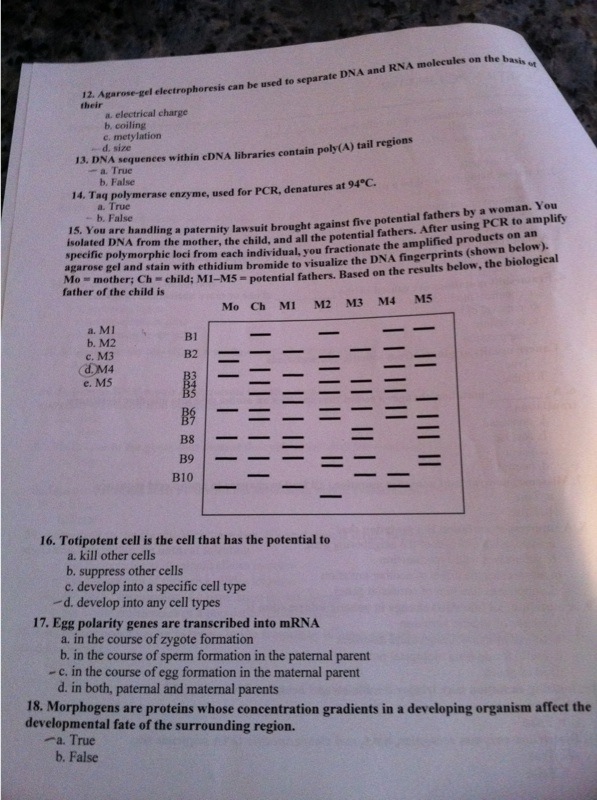 12. Agarose-gel electrophoresis can be used to separate DNA and RNA molecules on the basis of
their
a. electrical charge
b. coiling
c. metylation
d. size
13. DNA sequences within cDNA libraries contain poly(A) tail regions
a. True
b. False
14. Taq polymerase enzyme, used for PCR, denatures at 94°C.
a. True
b. False
15. You are handling a paternity lawsuit brought against five potential fathers by a woman. You
isolated DNA from the mother, the child, and all the potential fathers. After using PCR to amplify
specific polymorphic loci from each individual, you fractionate the amplified products on an
agarose gel and stain with ethidium bromide to visualize the DNA fingerprints (shown below).
Mo = mother; Ch = child; M1–M5 = potential fathers. Based on the results below, the biological
father of the child is
Mo Ch M1 M2 M3 M4 M5
a. M1
b. M2
c. M3
d. M4
e. M5
B1
B2
B3
B4
B5
B6
B7
B8
B9
B10
16. Totipotent cell is the cell that has the potential to
a. kill other cells
b. suppress other cells
c. develop into a specific cell type
d. develop into any cell types
17. Egg polarity genes are transcribed into mRNA
a. in the course of zygote formation
b. in the course of sperm formation in the paternal parent
c. in the course of egg formation in the maternal parent
d. in both, paternal and maternal parents
18. Morphogens are proteins whose concentration gradients in a developing organism affect the
developmental fate of the surrounding region.
a. True
b. False